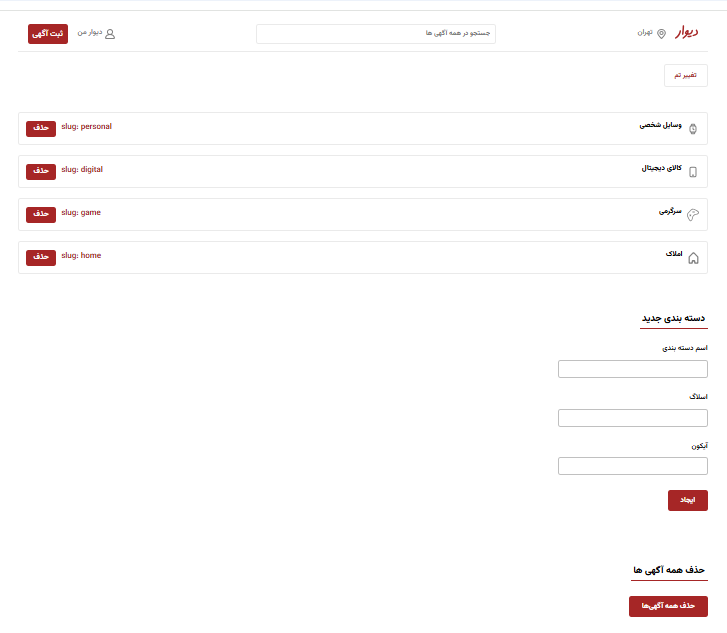 دیوار
تهران
جستجو در همه آگهی ها
دیوار من
ثبت آگهی
تغییر تم
وسایل شخصی
slug: personal
حذف
کالای دیجیتال
slug: digital
حذف
سرگرمی
slug: game
حذف
املاک
slug: home
حذف
دسته بندی جدید
اسم دسته بندی
اسلاگ
آیکون
ایجاد
حذف همه آگهی ها
حذف همه آگهی‌ها